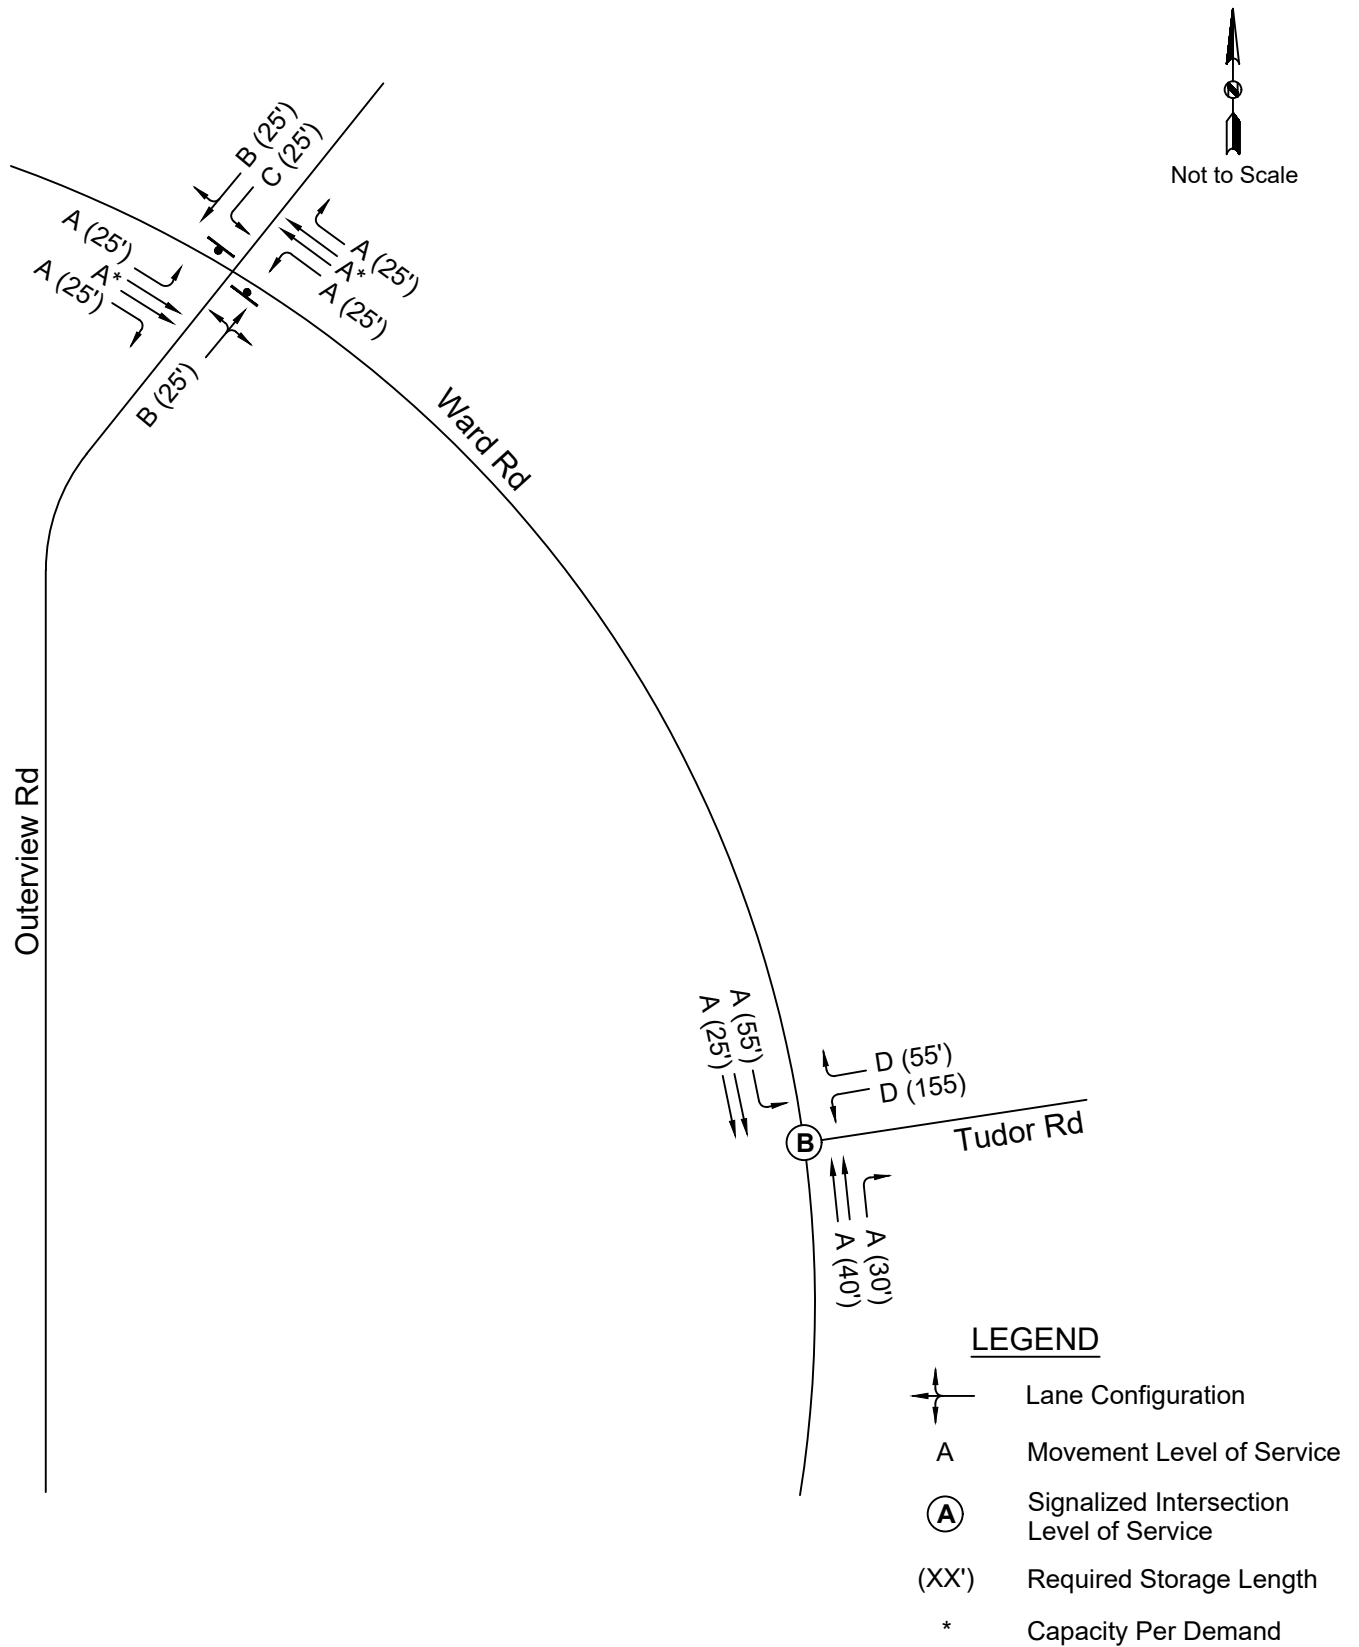 N
Not to Scale
B (25')
C (25')
A (25')
A*
A (25')
A (25')
A*
A (25')
B (25')
Ward Rd
Outerview Rd
A (55')
A (25')
D (55')
D (155)
B
Tudor Rd
A (30')
A (40')
LEGEND
Lane Configuration
A Movement Level of Service
A Signalized Intersection
Level of Service
(XX') Required Storage Length
* Capacity Per Demand